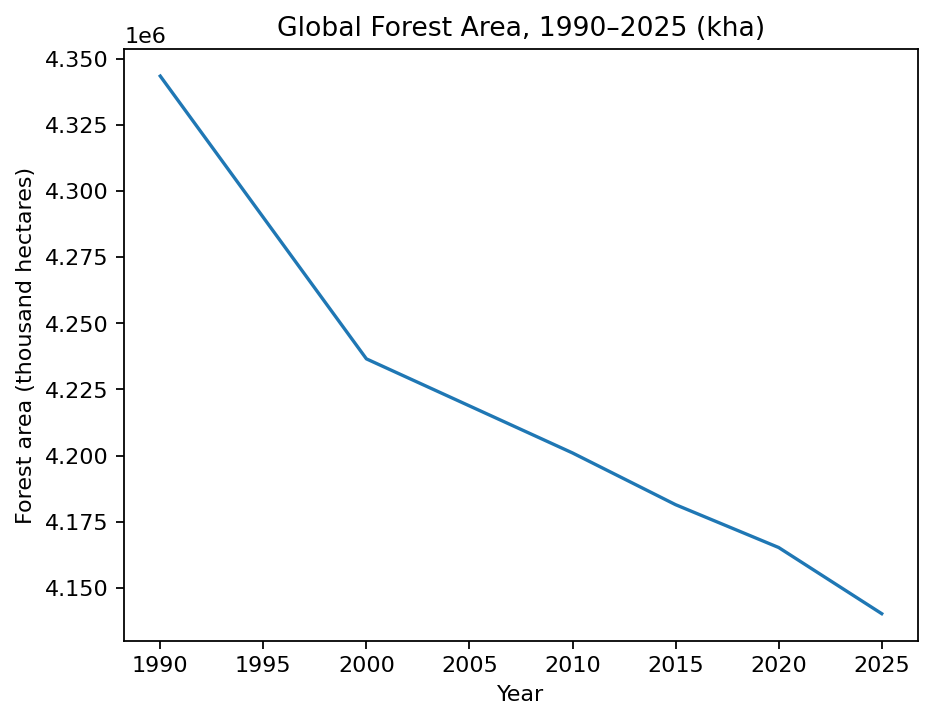 Global Forest Area, 1990–2025 (kha)
1e6
4.350
4.325
4.300
4.275
4.250
4.225
4.200
4.175
4.150
Forest area (thousand hectares)
1990 1995 2000 2005 2010 2015 2020 2025
Year